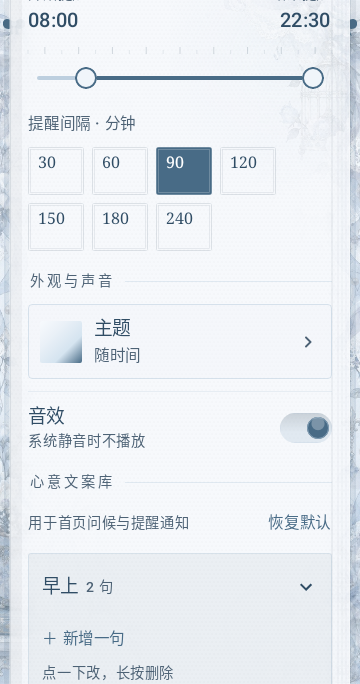 08:00 22:30
提醒间隔 · 分钟
30 60 90 120
150 180 240
外观与声音
主题
随时间
音效
系统静音时不播放
心意文案库
用于首页问候与提醒通知 恢复默认
早上 2 句
＋ 新增一句
点一下改，长按删除